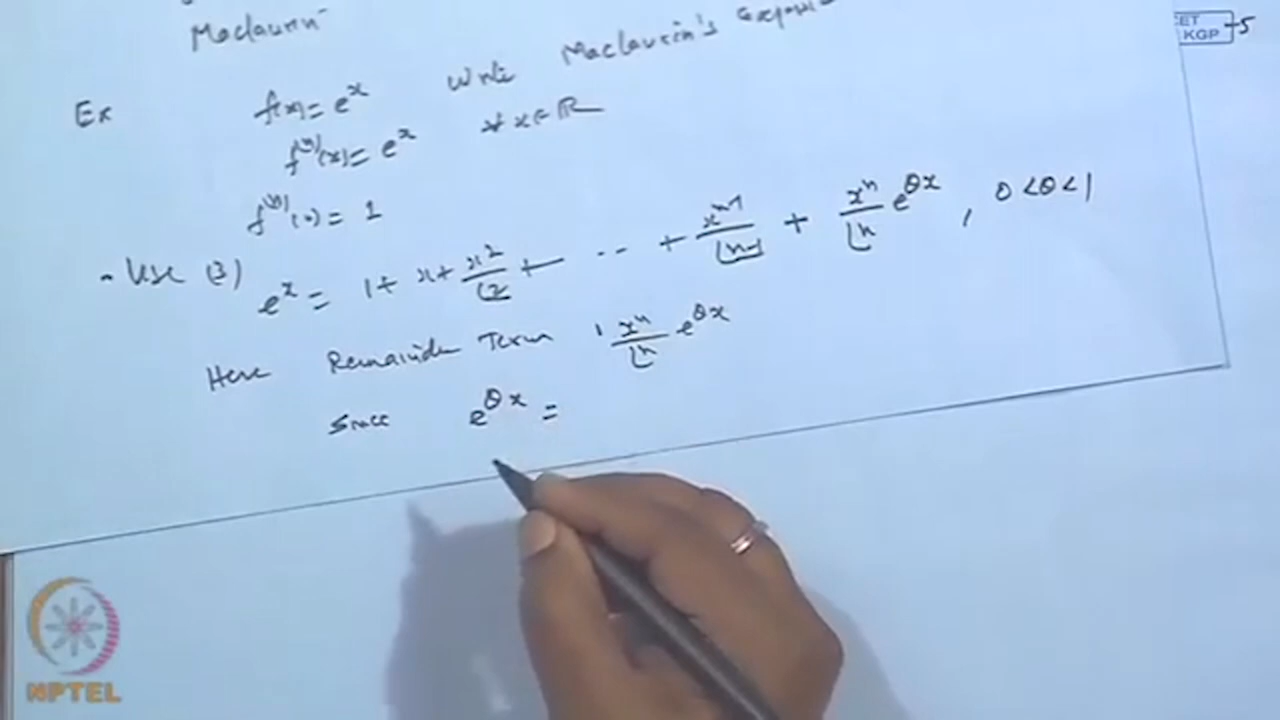 Maclaurin
Ex f(x) = e^x Write Maclaurin's
f^(n)(x) = e^x ∀ x ∈ ℝ
f^(n)(0) = 1
- Use (3) e^x = 1 + x + x^2/⌊2 + - .. + x^n-1/⌊n-1 + x^n/⌊n e^θx , 0 < θ < 1
Here Remainder Term x^n/⌊n e^θx
Since e^θx =
KGP
-5
NPTEL